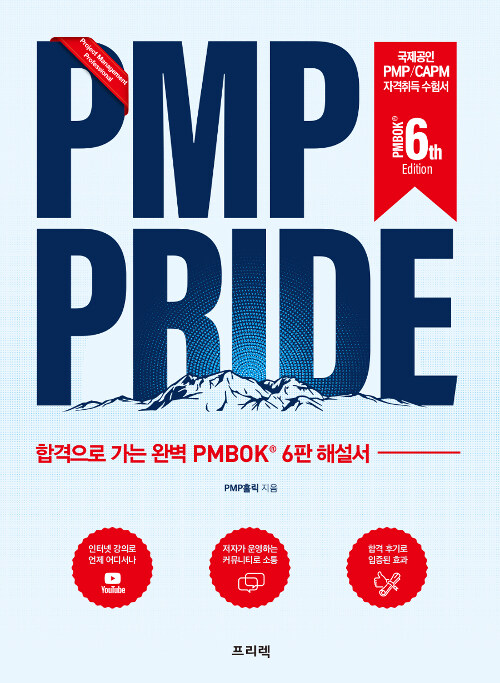 Project Management
Professional
국제공인
PMP/CAPM
자격취득 수험서
PMBOK®
6th
Edition
PMP
PRIDE
합격으로 가는 완벽 PMBOK® 6판 해설서
PMP홀릭 지음
인터넷 강의로
언제 어디서나
YouTube
저자가 운영하는
커뮤니티로 소통
합격 후기로
입증된 효과
프리렉